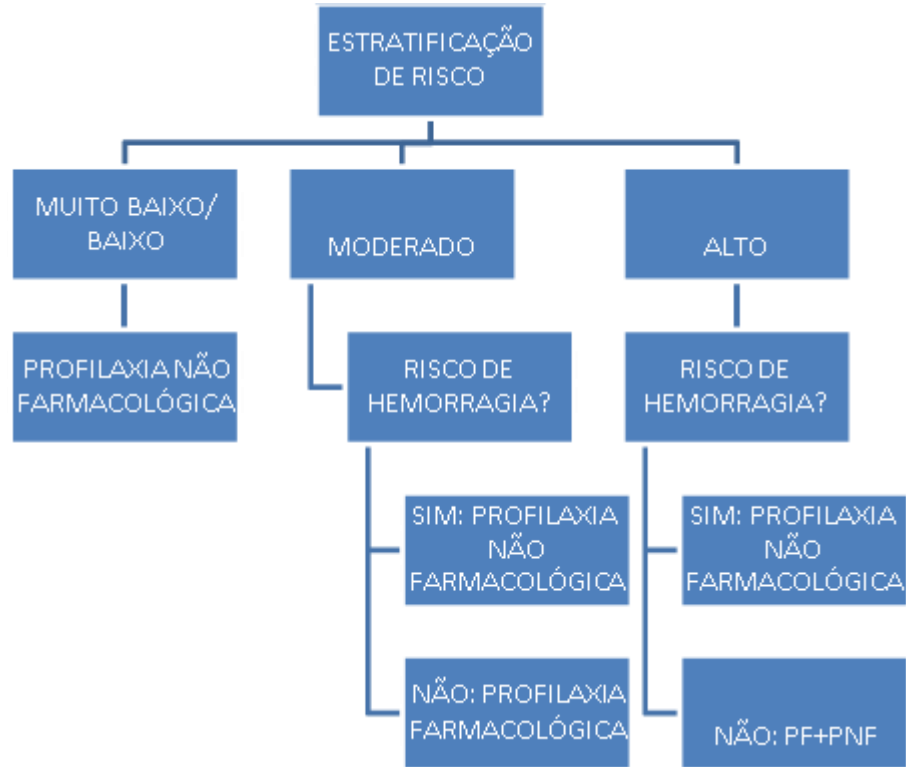 ESTRATIFICAÇÃO
DE RISCO
MUITO BAIXO/
BAIXO
MODERADO
ALTO
PROFILAXIA NÃO
FARMACOLÓGICA
RISCO DE
HEMORRAGIA?
RISCO DE
HEMORRAGIA?
SIM: PROFILAXIA
NÃO
FARMACOLÓGICA
SIM: PROFILAXIA
NÃO
FARMACOLÓGICA
NÃO: PROFILAXIA
FARMACOLÓGICA
NÃO: PF+PNF